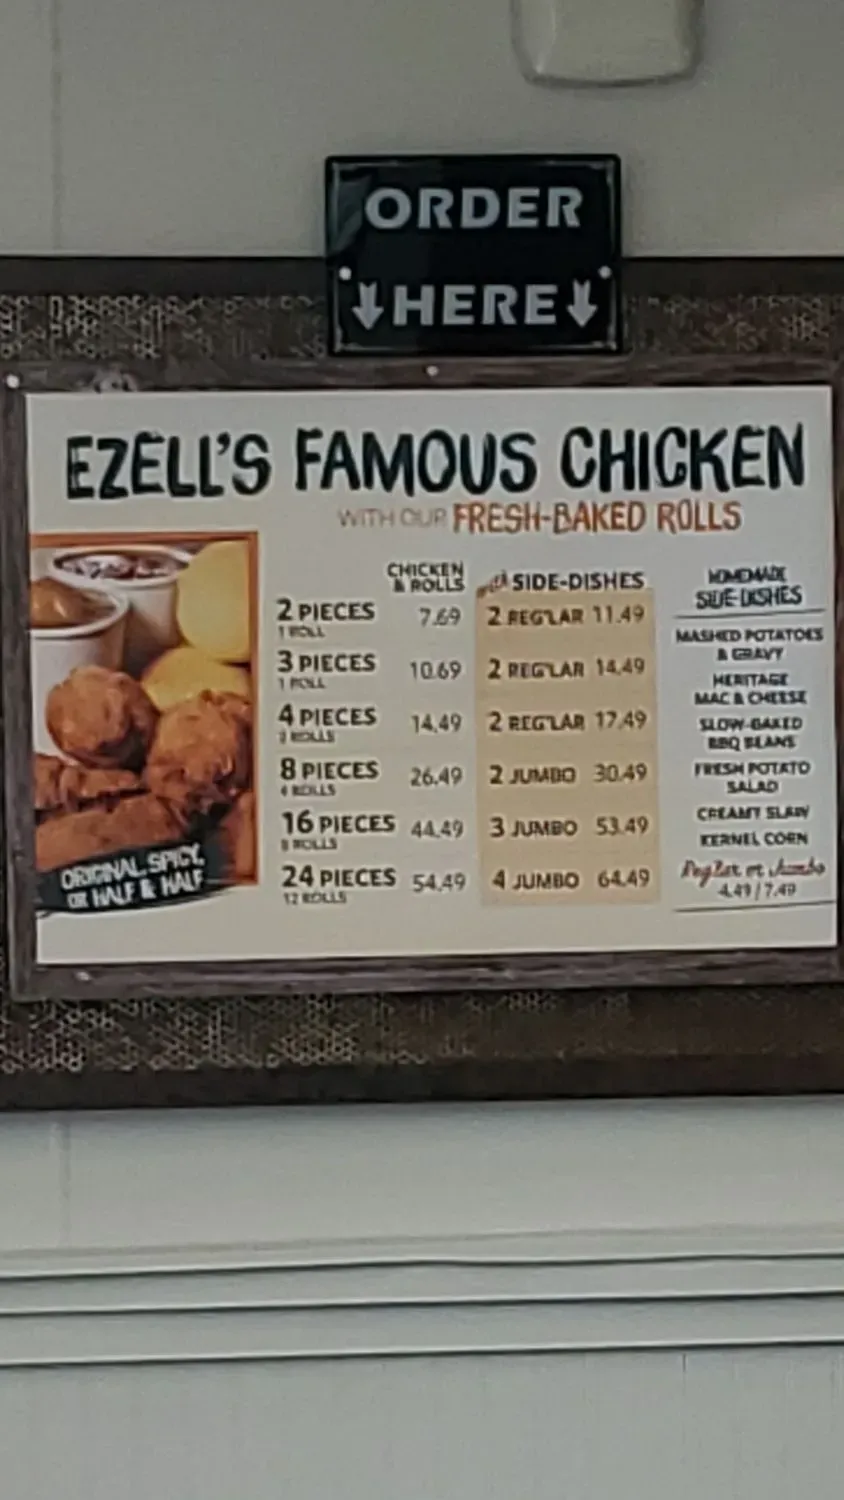 ORDER
HERE
EZELL'S FAMOUS CHICKEN
WITH OUR FRESH-BAKED ROLLS
CHICKEN
& ROLLS
with SIDE-DISHES
2 PIECES 7.69 2 REG'LAR 11.49
1 ROLL
3 PIECES 10.69 2 REG'LAR 14.49
1 ROLL
4 PIECES 14.49 2 REG'LAR 17.49
2 ROLLS
8 PIECES 26.49 2 JUMBO 30.49
4 ROLLS
16 PIECES 44.49 3 JUMBO 53.49
8 ROLLS
24 PIECES 54.49 4 JUMBO 64.49
12 ROLLS
HOMEMADE
SIDE-DISHES
MASHED POTATOES
& GRAVY
HERITAGE
MAC & CHEESE
SLOW-BAKED
BBQ BEANS
FRESH POTATO
SALAD
CREAMY SLAW
KERNEL CORN
Reg'lar or Jumbo
4.49 / 7.49
ORIGINAL, SPICY,
OR HALF & HALF